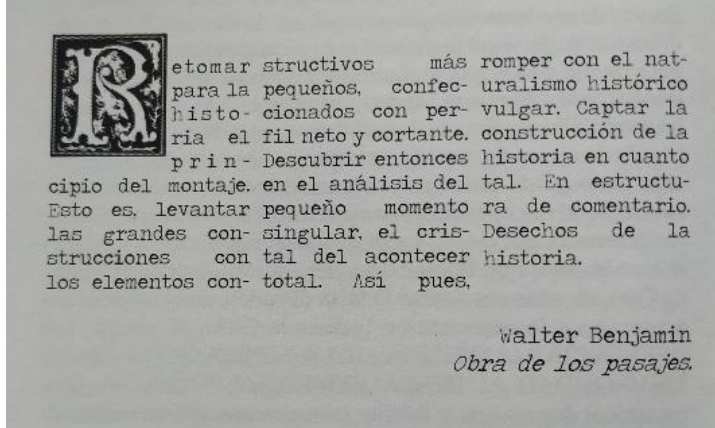 Retomar
para la
histo-
ria el
prin-
cipio del montaje.
Esto es, levantar
las grandes con-
strucciones con
los elementos con-
structivos más
pequeños, confec-
cionados con per-
fil neto y cortante.
Descubrir entonces
en el análisis del
pequeño momento
singular, el cris-
tal del acontecer
total. Así pues,
romper con el nat-
uralismo histórico
vulgar. Captar la
construcción de la
historia en cuanto
tal. En estructu-
ra de comentario.
Desechos de la
historia.
Walter Benjamin
Obra de los pasajes.